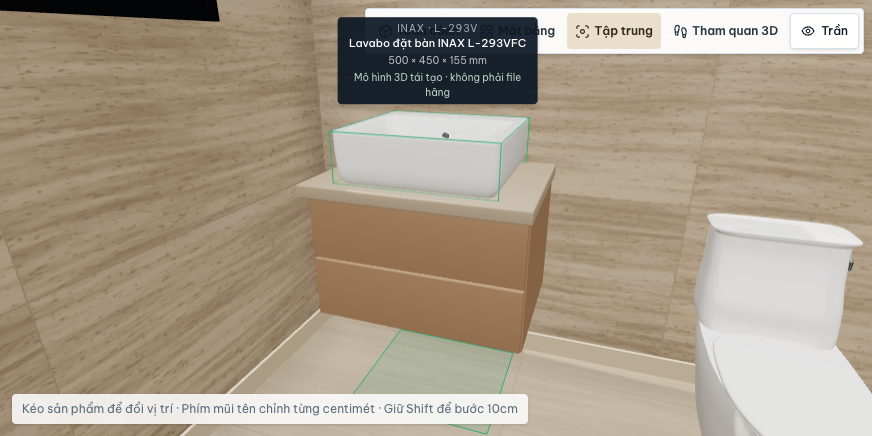 INAX · L-293V
Lavabo đặt bàn INAX L-293VFC
500 × 450 × 155 mm
Mô hình 3D tái tạo · không phải file
hãng
bằng
Tập trung
Tham quan 3D
Trần
Kéo sản phẩm để đổi vị trí · Phím mũi tên chỉnh từng centimét · Giữ Shift để bước 10cm